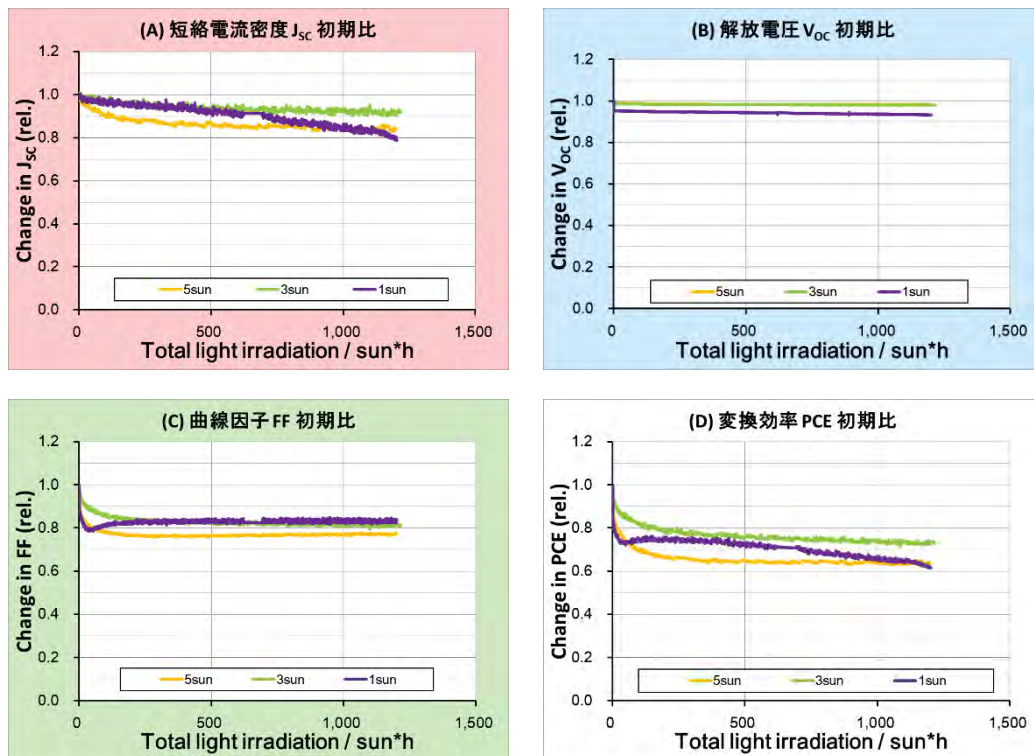 (A) 短絡電流密度 JSC 初期比
Change in JSC (rel.)
1.2
1.0
0.8
0.6
0.4
0.2
0.0
5sun 3sun 1sun
0 500 1,000 1,500
Total light irradiation / sun*h
(B) 解放電圧 VOC 初期比
Change in VOC (rel.)
1.2
1.0
0.8
0.6
0.4
0.2
0.0
5sun 3sun 1sun
0 500 1,000 1,500
Total light irradiation / sun*h
(C) 曲線因子 FF 初期比
Change in FF (rel.)
1.2
1.0
0.8
0.6
0.4
0.2
0.0
5sun 3sun 1sun
0 500 1,000 1,500
Total light irradiation / sun*h
(D) 変換効率 PCE 初期比
Change in PCE (rel.)
1.2
1.0
0.8
0.6
0.4
0.2
0.0
5sun 3sun 1sun
0 500 1,000 1,500
Total light irradiation / sun*h